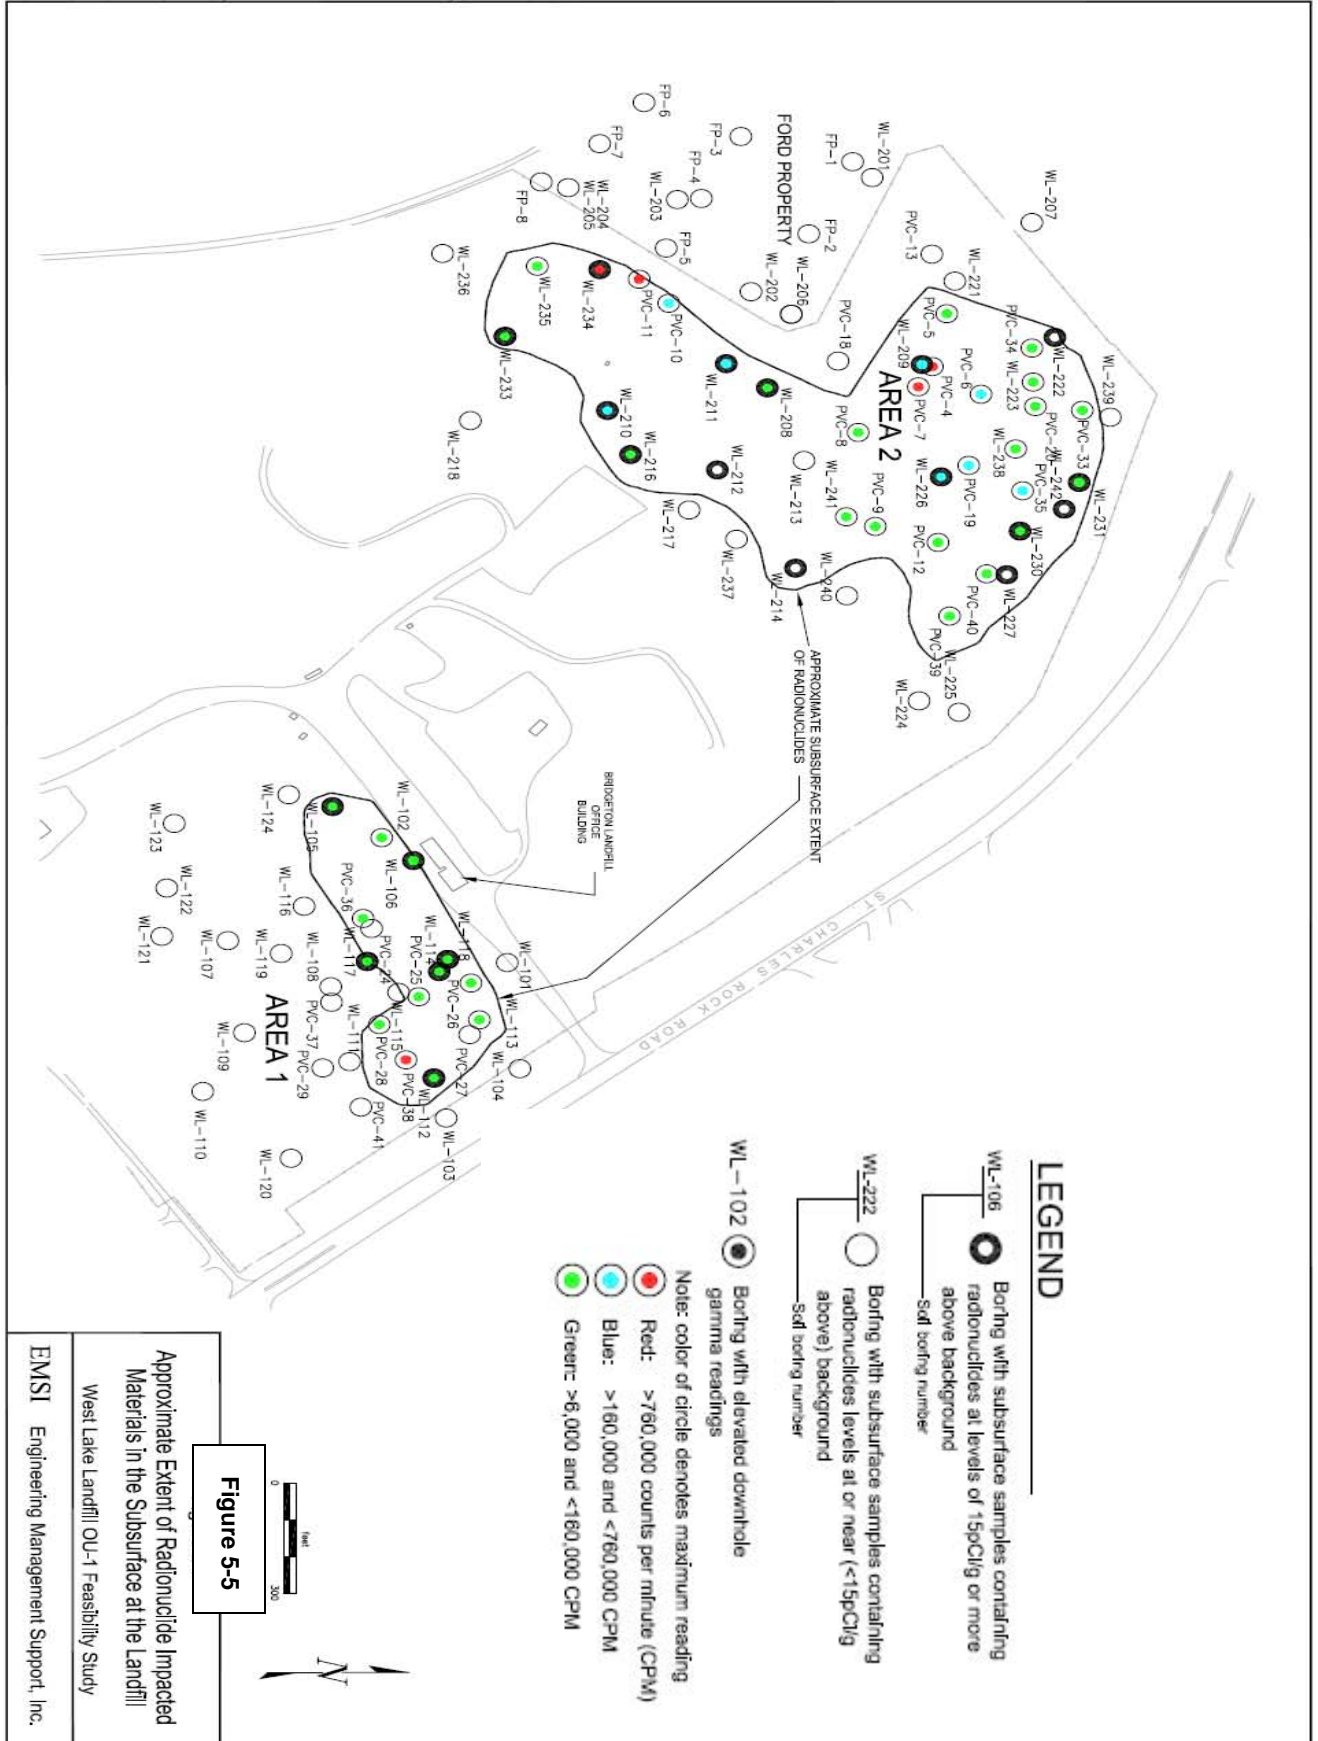 FP-6
FP-7
FP-3
FP-4
WL-203
WL-204
WL-205
FP-8
FP-5
FORD PROPERTY
FP-1
WL-201
FP-2
WL-206
WL-202
WL-207
PVC-13
WL-221
PVC-18
WL-236
WL-235
WL-234
PVC-11
PVC-10
WL-233
WL-218
WL-210
WL-216
WL-211
WL-208
WL-212
WL-213
WL-217
WL-237
WL-214
WL-240
PVC-5
WL-209
PVC-4
PVC-7
PVC-6
PVC-34
WL-222
WL-223
WL-239
PVC-33
PVC-20
WL-238
WL-242
PVC-35
WL-231
WL-230
WL-227
PVC-8
AREA 2
WL-226
PVC-19
WL-241
PVC-9
PVC-12
PVC-40
PVC-39
WL-225
WL-224
APPROXIMATE SUBSURFACE EXTENT
OF RADIONUCLIDES
BRIDGETON LANDFILL
OFFICE
BUILDING
ST. CHARLES ROCK ROAD
WL-124
WL-105
WL-102
WL-106
WL-123
WL-122
WL-121
WL-116
PVC-36
WL-107
WL-119
WL-108
WL-117
PVC-24
PVC-25
WL-114
WL-118
WL-101
PVC-26
WL-113
WL-104
PVC-27
WL-115
WL-111
PVC-37
AREA 1
WL-109
PVC-29
PVC-28
PVC-38
WL-112
WL-103
PVC-41
WL-110
WL-120
LEGEND
WL-106
Boring with subsurface samples containing
radionuclides at levels of 15pCi/g or more
above background
Soil boring number
WL-222
Boring with subsurface samples containing
radionuclides levels at or near (<15pCi/g
above) background
Soil boring number
WL-102
Boring with elevated downhole
gamma readings
Note: color of circle denotes maximum reading
Red: >760,000 counts per minute (CPM)
Blue: >160,000 and <760,000 CPM
Green: >6,000 and <160,000 CPM
N
0
feet
300
Figure 5-5
Approximate Extent of Radionuclide Impacted
Materials in the Subsurface at the Landfill
West Lake Landfill OU-1 Feasibility Study
EMSI Engineering Management Support, Inc.